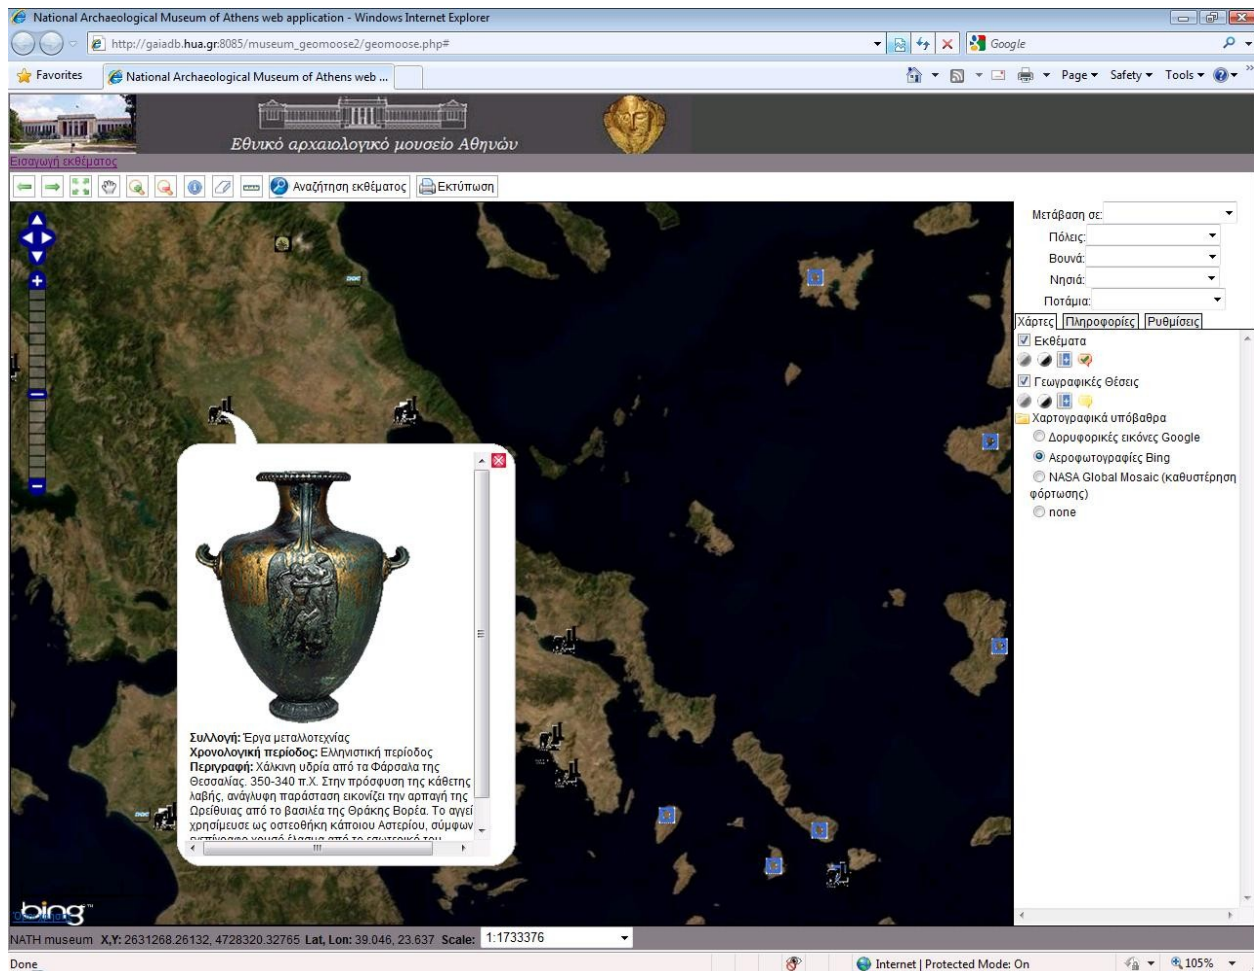 National Archaeological Museum of Athens web application - Windows Internet Explorer
http://gaiadb.hua.gr:8085/museum_geomoose2/geomoose.php#
Google
Favorites
National Archaeological Museum of Athens web ...
Page
Safety
Tools
Εθνικό αρχαιολογικό μουσείο Αθηνών
Εισαγωγή εκθέματος
Αναζήτηση εκθέματος
Εκτύπωση
Μετάβαση σε:
Πόλεις:
Βουνά:
Νησιά:
Ποτάμια:
Χάρτες Πληροφορίες Ρυθμίσεις
Εκθέματα
Γεωγραφικές Θέσεις
Χαρτογραφικά υπόβαθρα
Δορυφορικές εικόνες Google
Αεροφωτογραφίες Bing
NASA Global Mosaic (καθυστέρηση
φόρτωσης)
none
Συλλογή: Έργα μεταλλοτεχνίας
Χρονολογική περίοδος: Ελληνιστική περίοδος
Περιγραφή: Χάλκινη υδρία από τα Φάρσαλα της
Θεσσαλίας. 350-340 π.Χ. Στην πρόσφυση της κάθετης
λαβής, ανάγλυφη παράσταση εικονίζει την αρπαγή της
Ωρείθυιας από το βασιλέα της Θράκης Βορέα. Το αγγεί
χρησίμευσε ως οστεοθήκη κάποιου Αστερίου, σύμφων
bing™
NATH museum X,Y: 2631268.26132, 4728320.32765 Lat, Lon: 39.046, 23.637 Scale: 1:1733376
Done
Internet | Protected Mode: On
105%